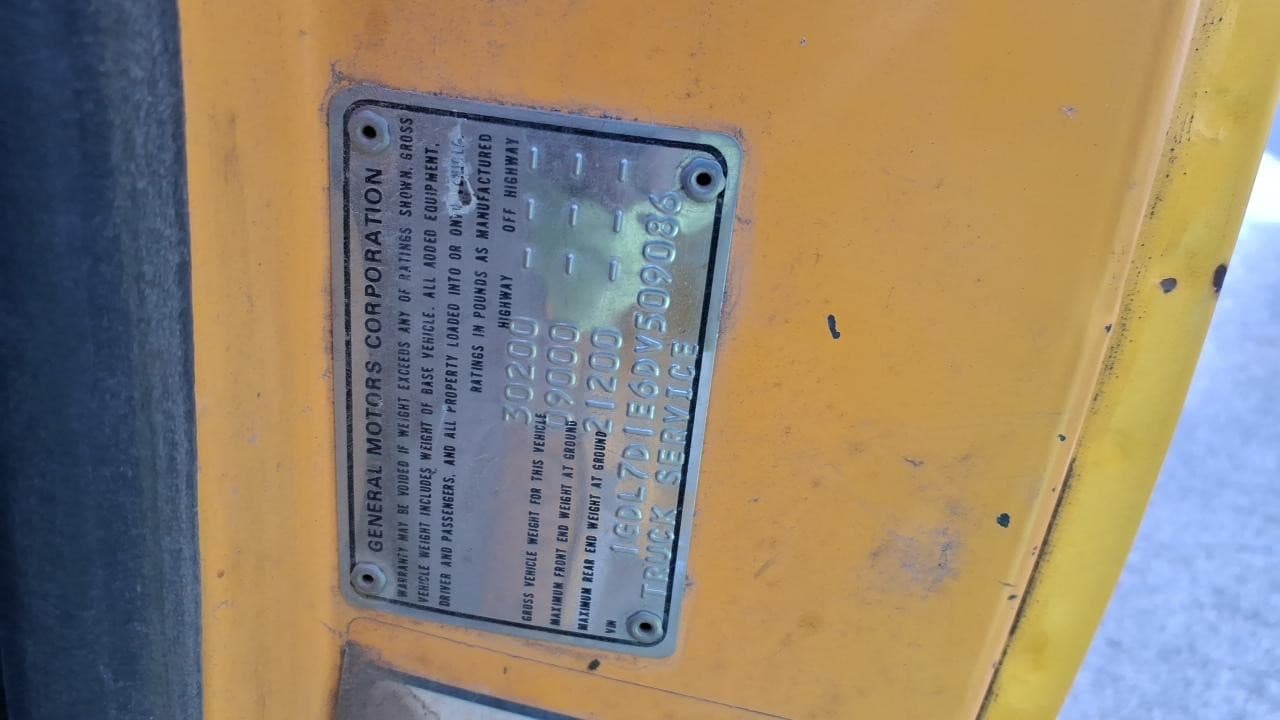 GENERAL MOTORS CORPORATION
WARRANTY MAY BE VOIDED IF WEIGHT EXCEEDS ANY OF RATINGS SHOWN. GROSS
VEHICLE WEIGHT INCLUDES WEIGHT OF BASE VEHICLE, ALL ADDED EQUIPMENT,
DRIVER AND PASSENGERS, AND ALL PROPERTY LOADED INTO OR ON
RATINGS IN POUNDS AS MANUFACTURED
HIGHWAY OFF HIGHWAY
GROSS VEHICLE WEIGHT FOR THIS VEHICLE 30200 - - -
MAXIMUM FRONT END WEIGHT AT GROUND 09000 - - -
MAXIMUM REAR END WEIGHT AT GROUND 21200 - - -
VIN 1GDL7D1E6DV509086
TRUCK SERVICE